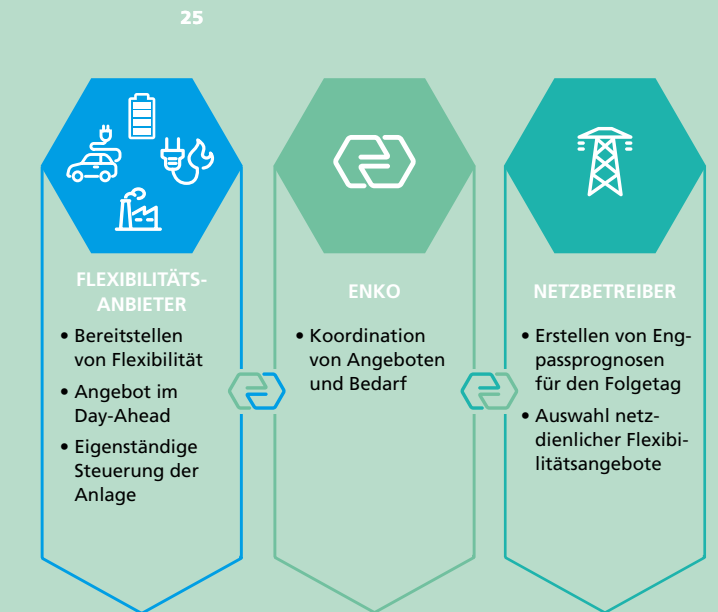 25
FLEXIBILITÄTS-
ANBIETER
• Bereitstellen
von Flexibilität
• Angebot im
Day-Ahead
• Eigenständige
Steuerung der
Anlage
ENKO
• Koordination
von Angeboten
und Bedarf
NETZBETREIBER
• Erstellen von Eng-
passprognosen
für den Folgetag
• Auswahl netz-
dienlicher Flexibi-
litätsangebote